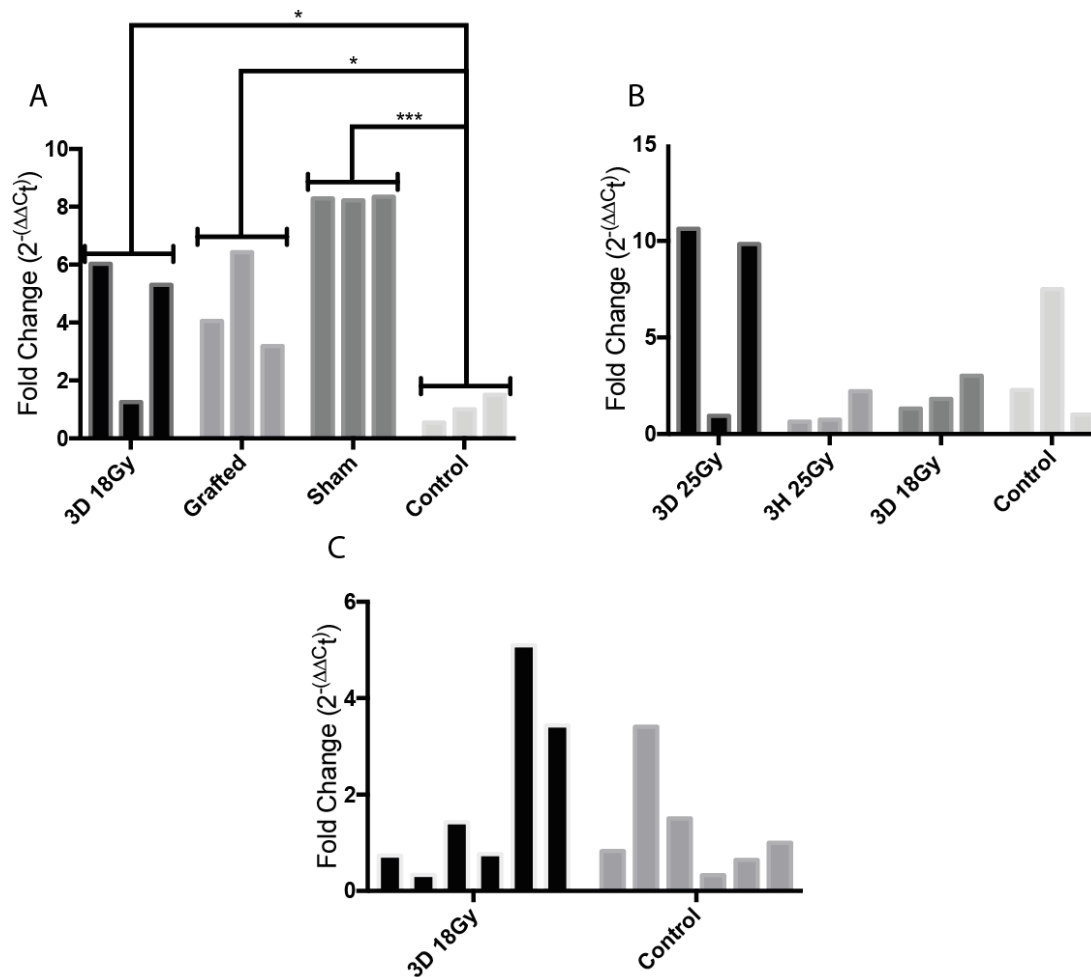 *
*
***
A
10
8
6
4
2
0
Fold Change (2-(ΔΔCt))
3D 18Gy
Grafted
Sham
Control
B
15
10
5
0
Fold Change (2-(ΔΔCt))
3D 25Gy
3H 25Gy
3D 18Gy
Control
C
6
4
2
0
Fold Change (2-(ΔΔCt))
3D 18Gy
Control